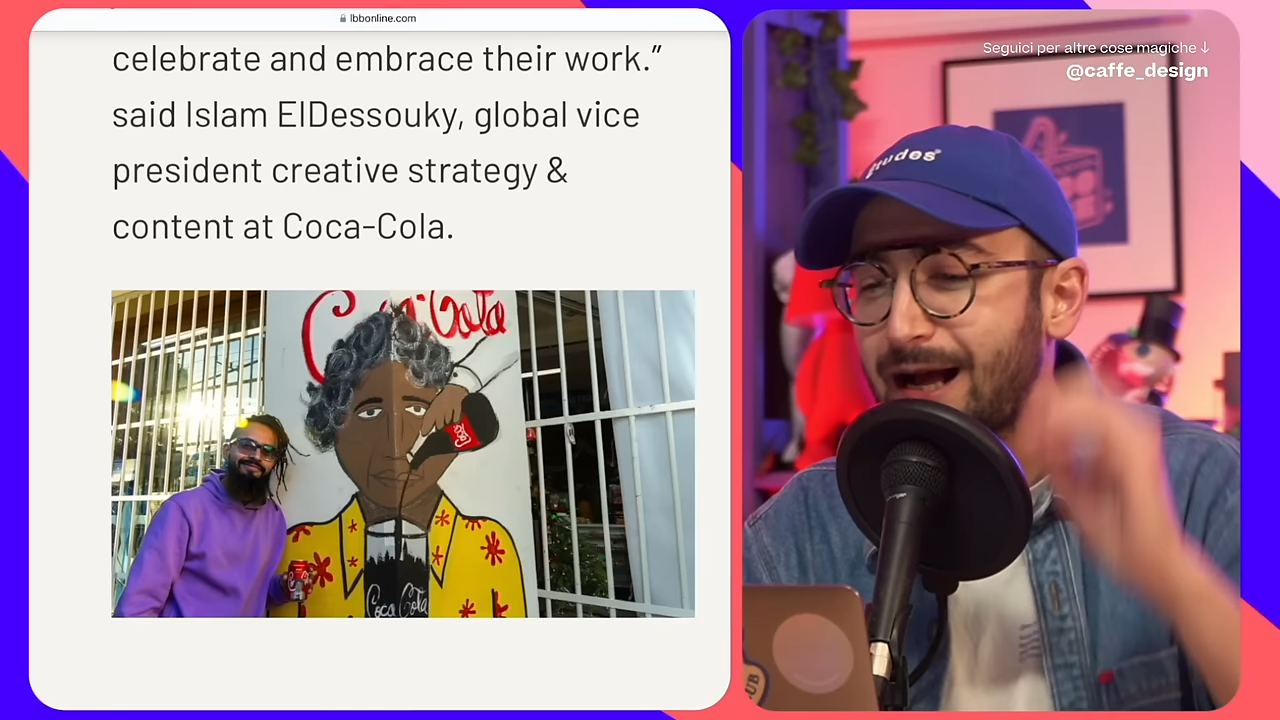 lbbonline.com
celebrate and embrace their work.”
said Islam ElDessouky, global vice
president creative strategy &
content at Coca-Cola.
Coca-Cola
Coca Cola
Seguici per altre cose magiche ↓
@caffe_design
études